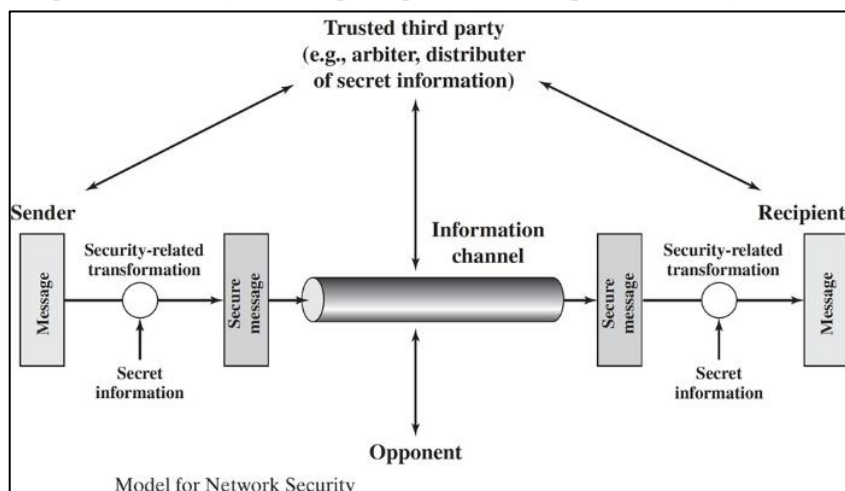 Trusted third party
(e.g., arbiter, distributer
of secret information)
Sender
Recipient
Information
channel
Security-related
transformation
Security-related
transformation
Message
Secure
message
Secure
message
Message
Secret
information
Secret
information
Opponent
Model for Network Security